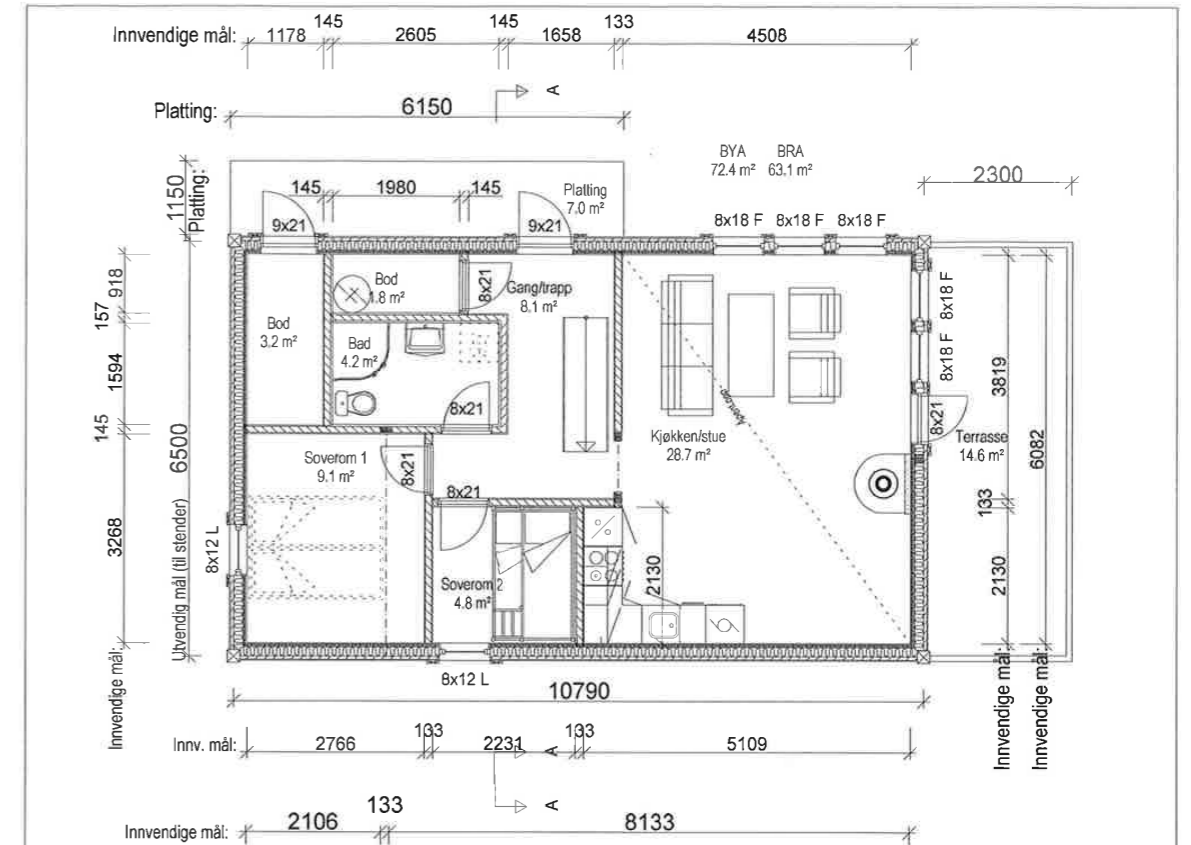 145 145 133
Innvendige mål: 1178 2605 1658 4508
A
Platting: 6150
BYA BRA
72.4 m² 63.1 m²
2300
1150
Platting:
145 1980 145
Platting
7.0 m²
9x21 9x21
8x18 F 8x18 F 8x18 F
918
157
1594
145
3268
Innvendige mål:
6500
Utvendig mål (til stender)
Bod
1.8 m²
8x21
Gang/trapp
8.1 m²
Bod
3.2 m²
Bad
4.2 m²
8x21
8x18 F
8x18 F
8x21
Åpen opp
Kjøkken/stue
28.7 m²
Terrasse
14.6 m²
3819
133
2130
Innvendige mål:
6082
Innvendige mål:
Soverom 1
9.1 m²
8x21
8x21
8x12 L
Soverom 2
4.8 m²
2130
8x12 L
10790
133 133
Innv. mål: 2766 2231 5109
A
A
133
Innvendige mål: 2106 8133